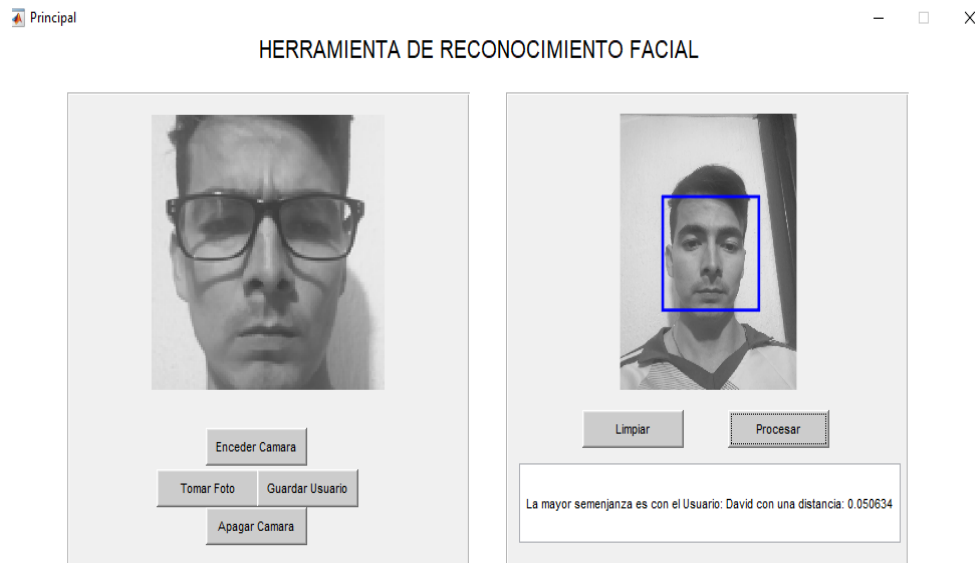 Principal
HERRAMIENTA DE RECONOCIMIENTO FACIAL
Enceder Camara
Tomar Foto
Guardar Usuario
Apagar Camara
Limpiar
Procesar
La mayor semenjanza es con el Usuario: David con una distancia: 0.050634